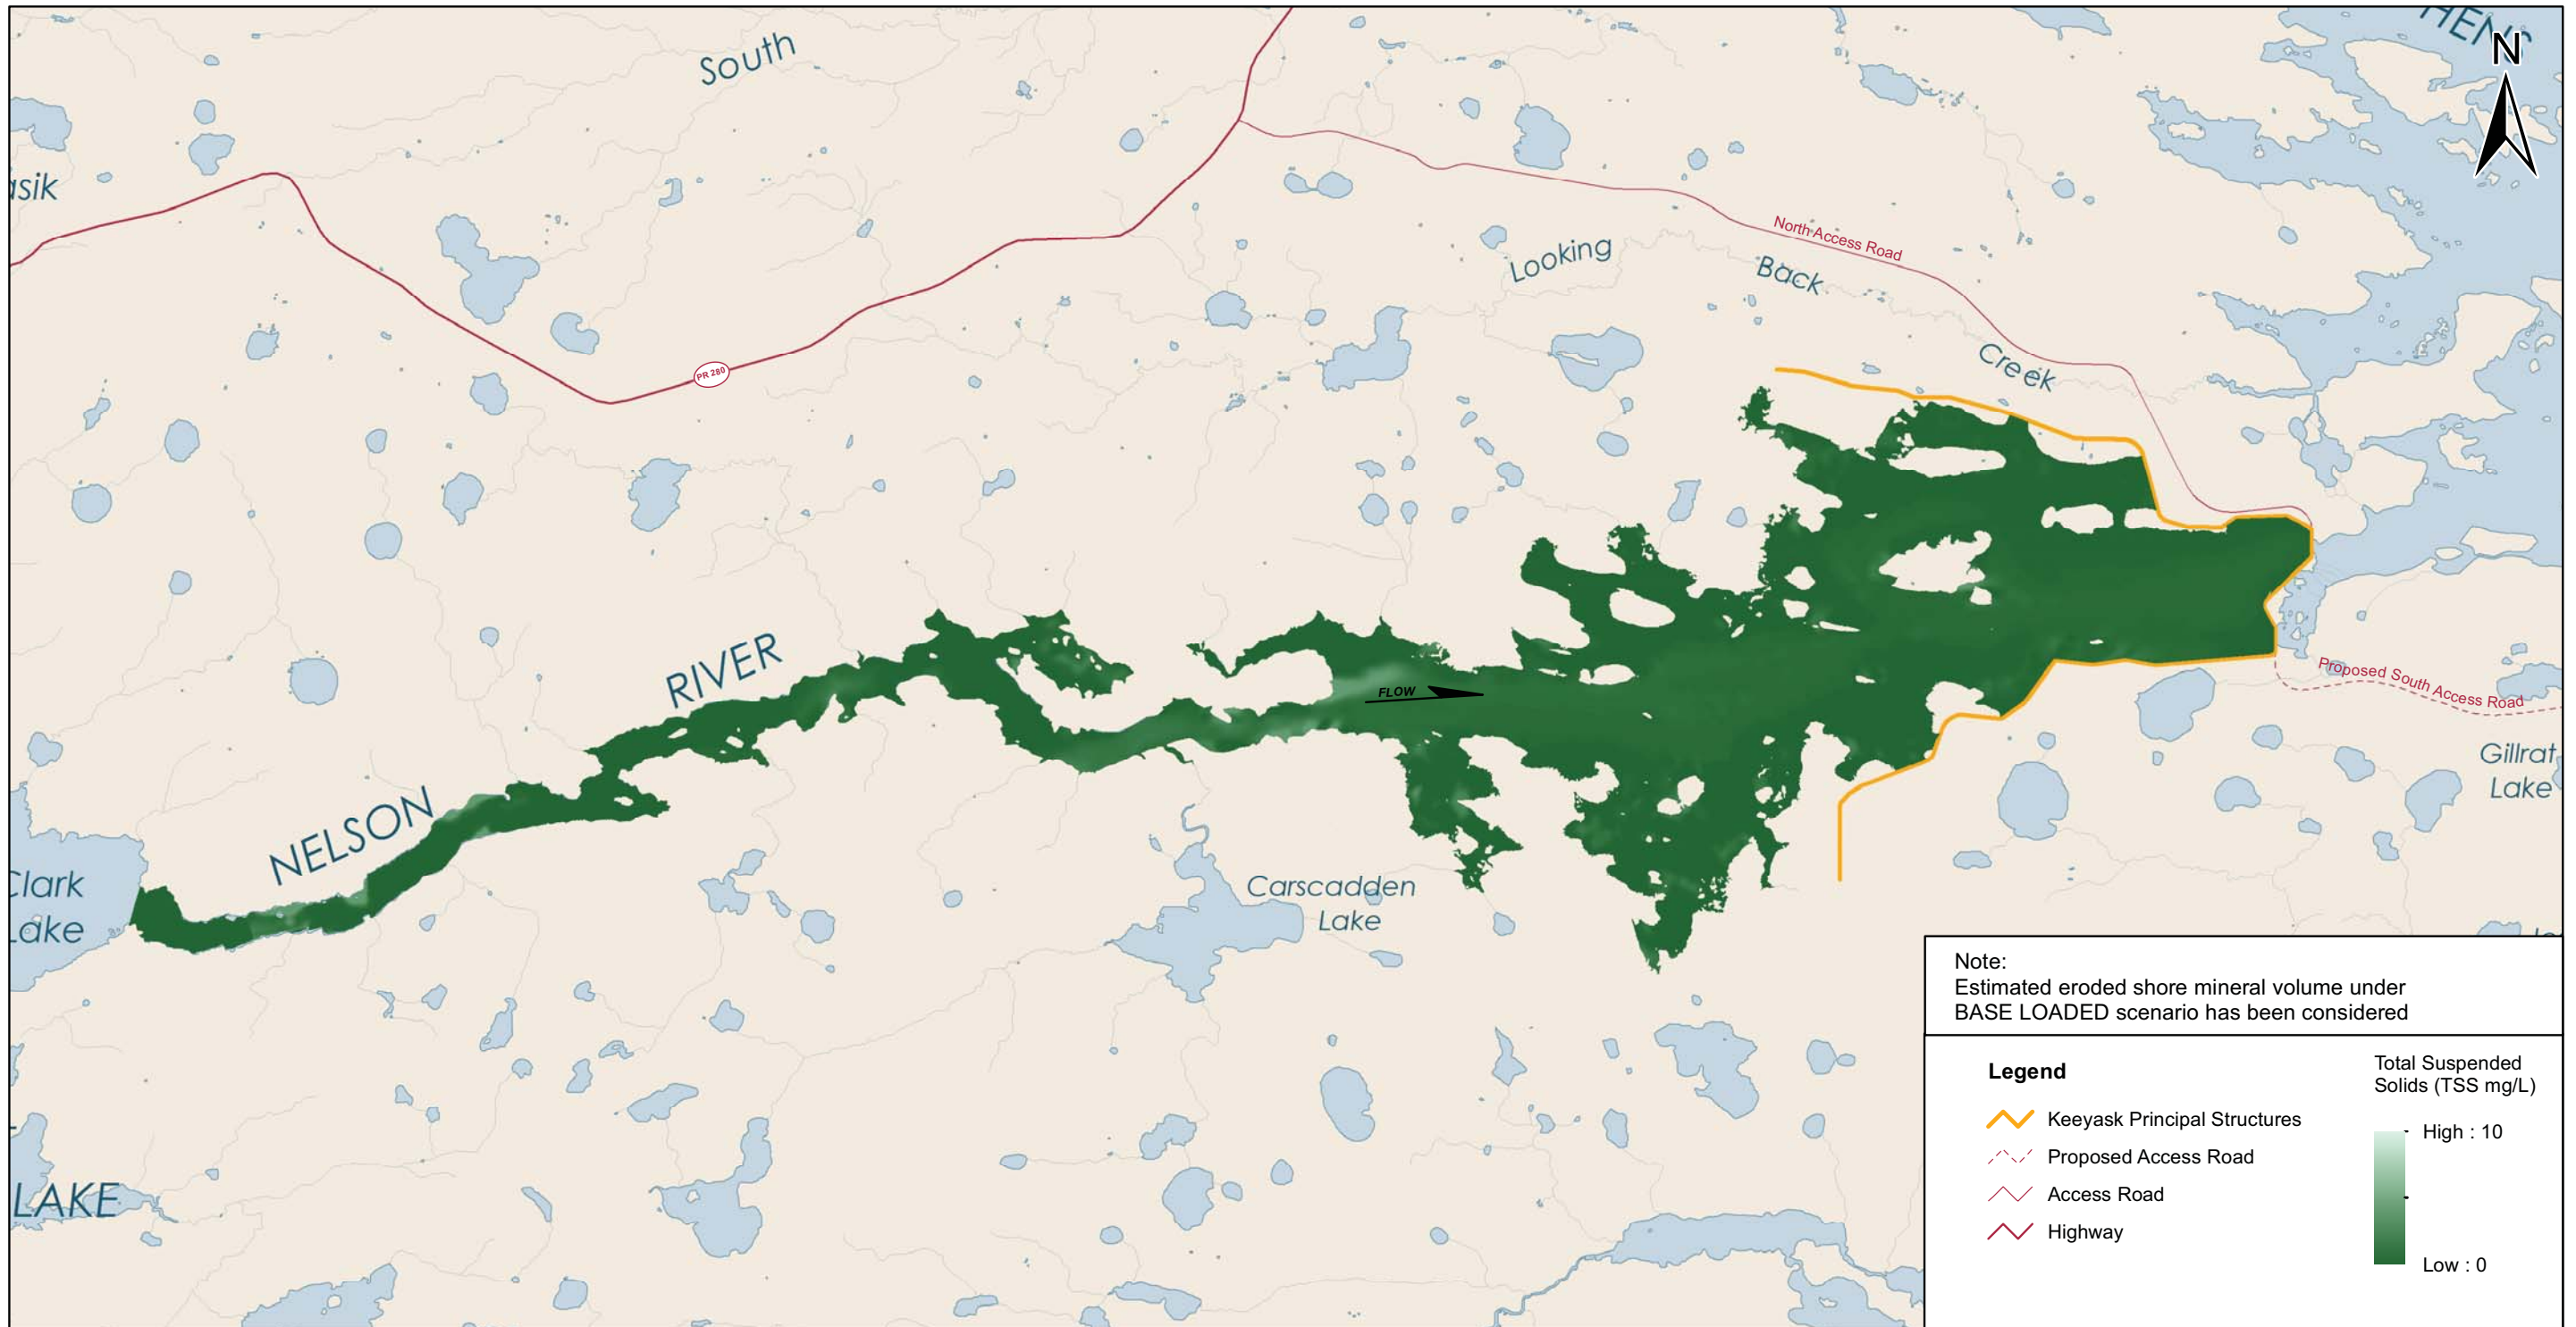 HENS
N
South
asik
North Access Road
Looking
Back
Creek
PR 280
RIVER
FLOW
Proposed South Access Road
Gillrat
Lake
NELSON
Clark
Lake
Carscadden
Lake
LAKE
Note:
Estimated eroded shore mineral volume under
BASE LOADED scenario has been considered
Legend
Keeyask Principal Structures
Proposed Access Road
Access Road
Highway
Total Suspended
Solids (TSS mg/L)
High : 10
Low : 0